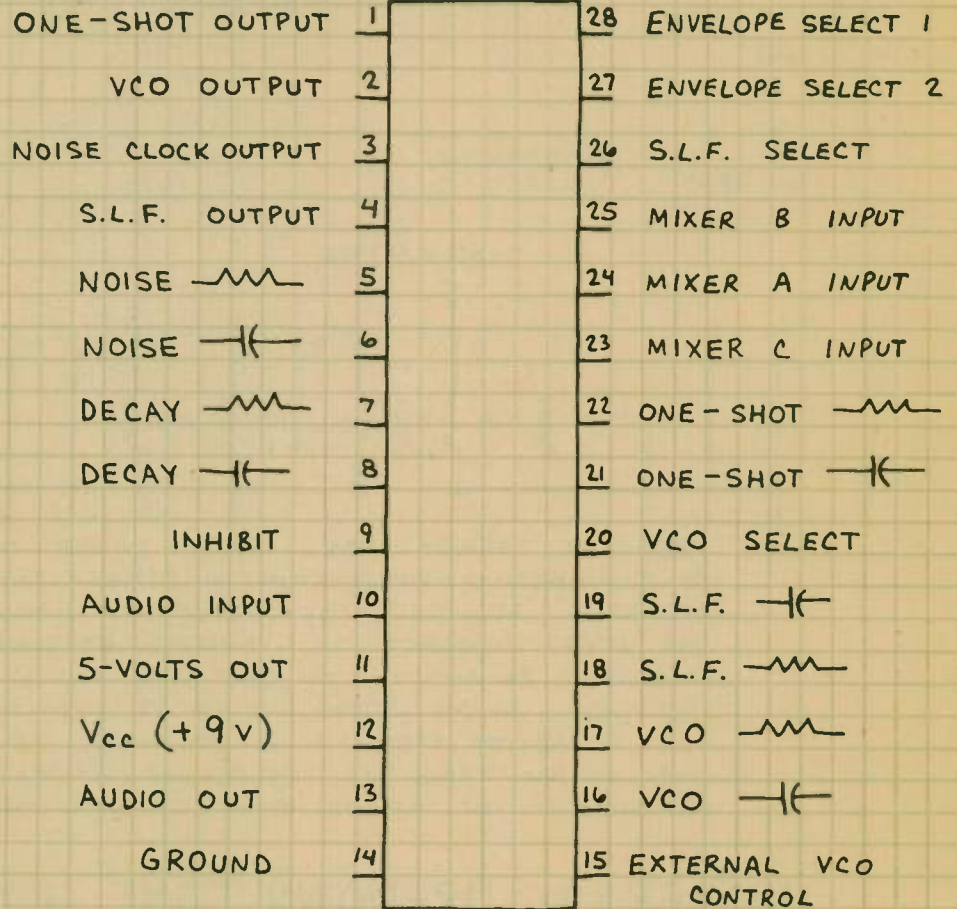 ONE-SHOT OUTPUT 1
VCO OUTPUT 2
NOISE CLOCK OUTPUT 3
S.L.F. OUTPUT 4
NOISE 5
NOISE 6
DECAY 7
DECAY 8
INHIBIT 9
AUDIO INPUT 10
5-VOLTS OUT 11
Vcc (+9v) 12
AUDIO OUT 13
GROUND 14
28 ENVELOPE SELECT 1
27 ENVELOPE SELECT 2
26 S.L.F. SELECT
25 MIXER B INPUT
24 MIXER A INPUT
23 MIXER C INPUT
22 ONE-SHOT
21 ONE-SHOT
20 VCO SELECT
19 S.L.F.
18 S.L.F.
17 VCO
16 VCO
15 EXTERNAL VCO
CONTROL